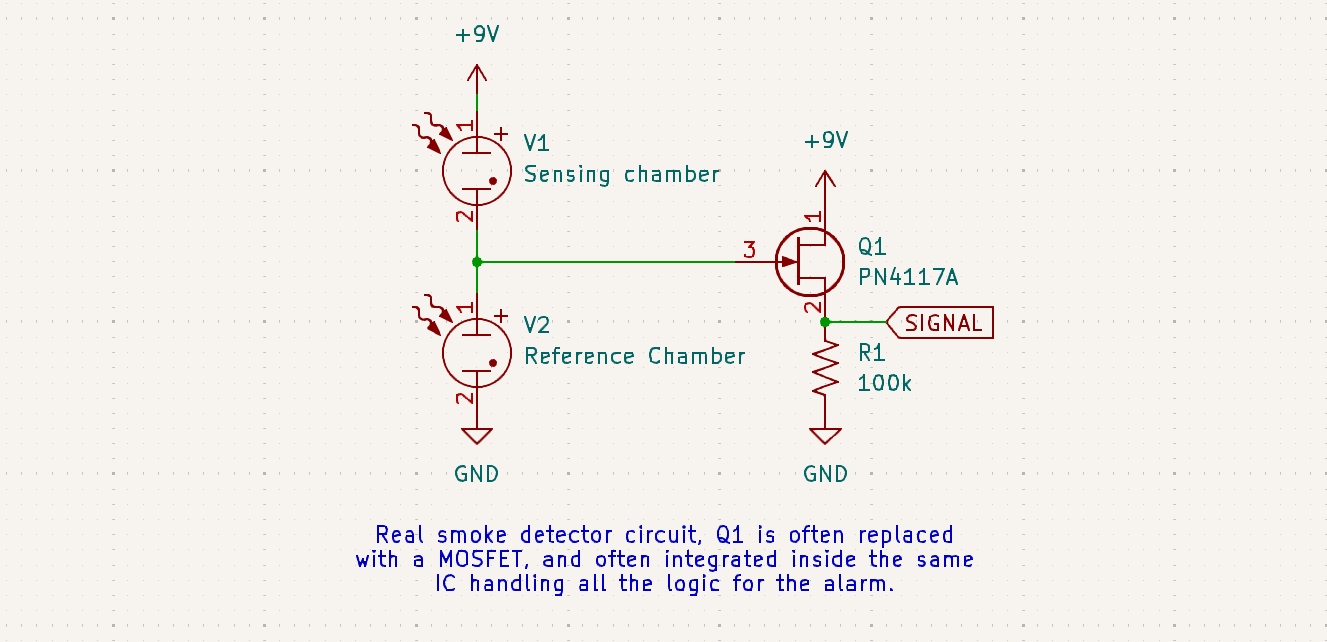 +9V
1
+
V1
Sensing chamber
2
+9V
1
3
Q1
PN4117A
2
SIGNAL
1
+
V2
Reference Chamber
2
R1
100k
GND
GND
Real smoke detector circuit, Q1 is often replaced
with a MOSFET, and often integrated inside the same
IC handling all the logic for the alarm.